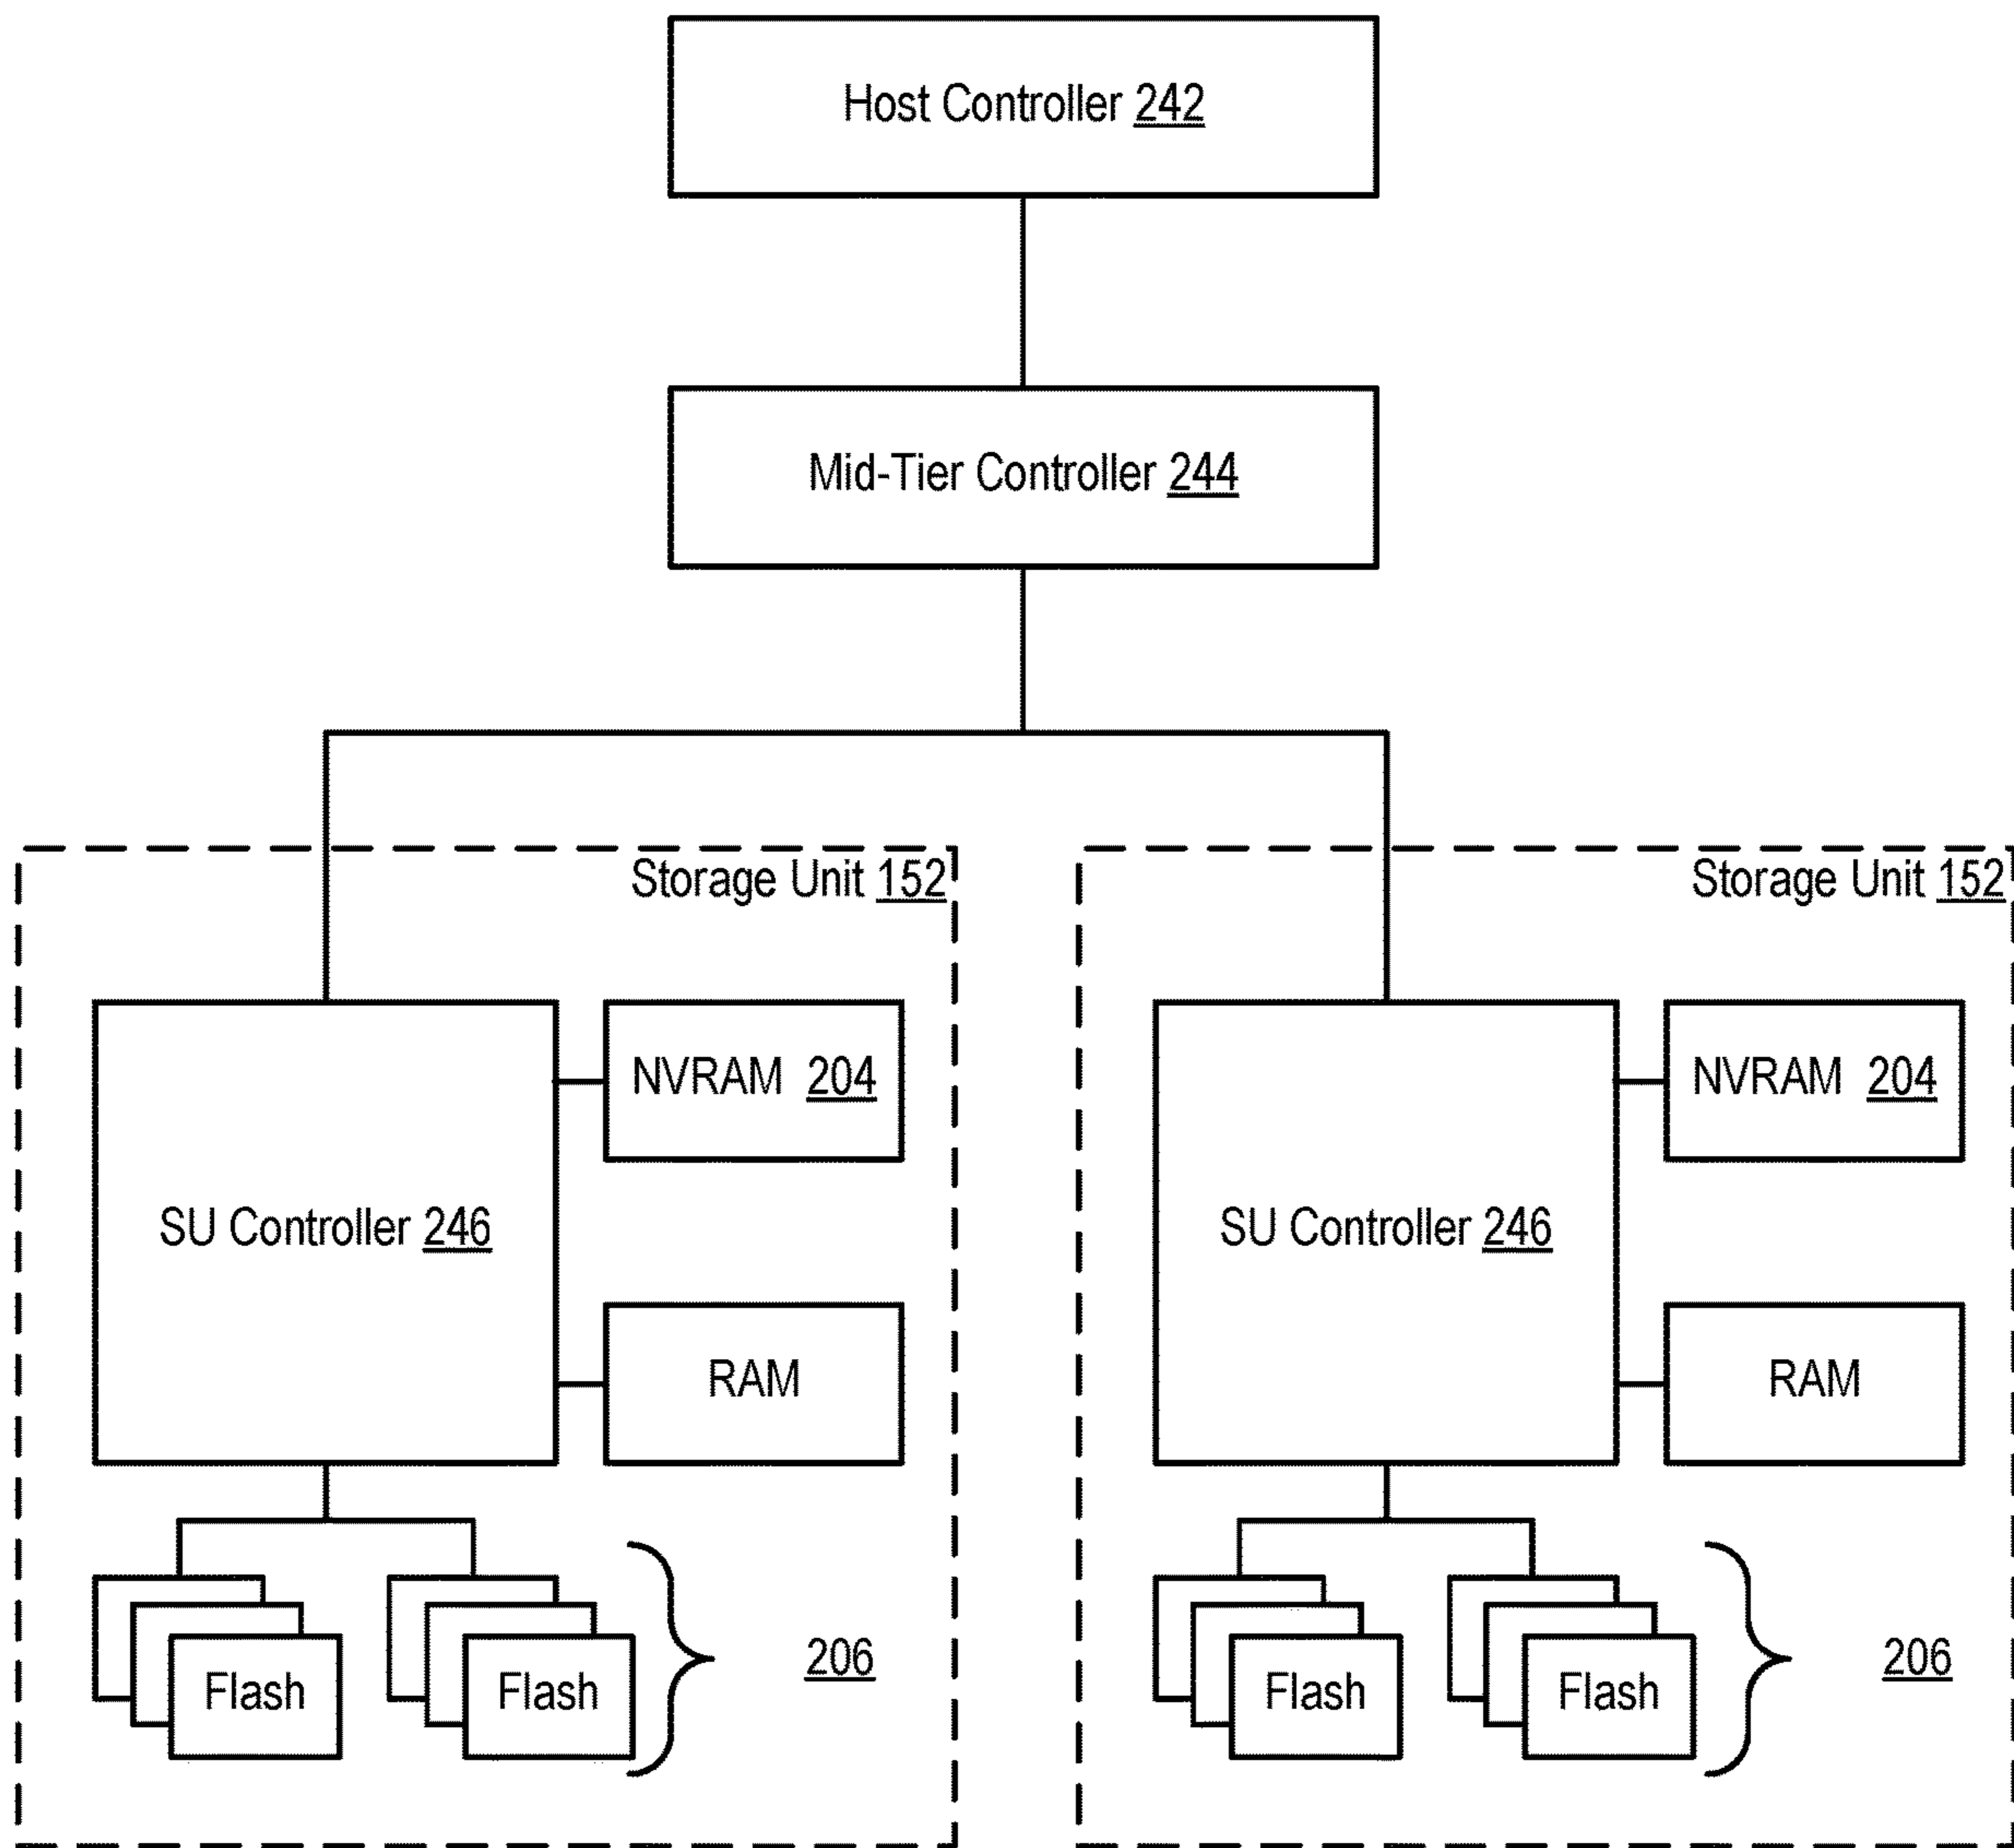 Host Controller 242
Mid-Tier Controller 244
Storage Unit 152
NVRAM 204
SU Controller 246
RAM
Flash
Flash
206
Storage Unit 152
NVRAM 204
SU Controller 246
RAM
Flash
Flash
206